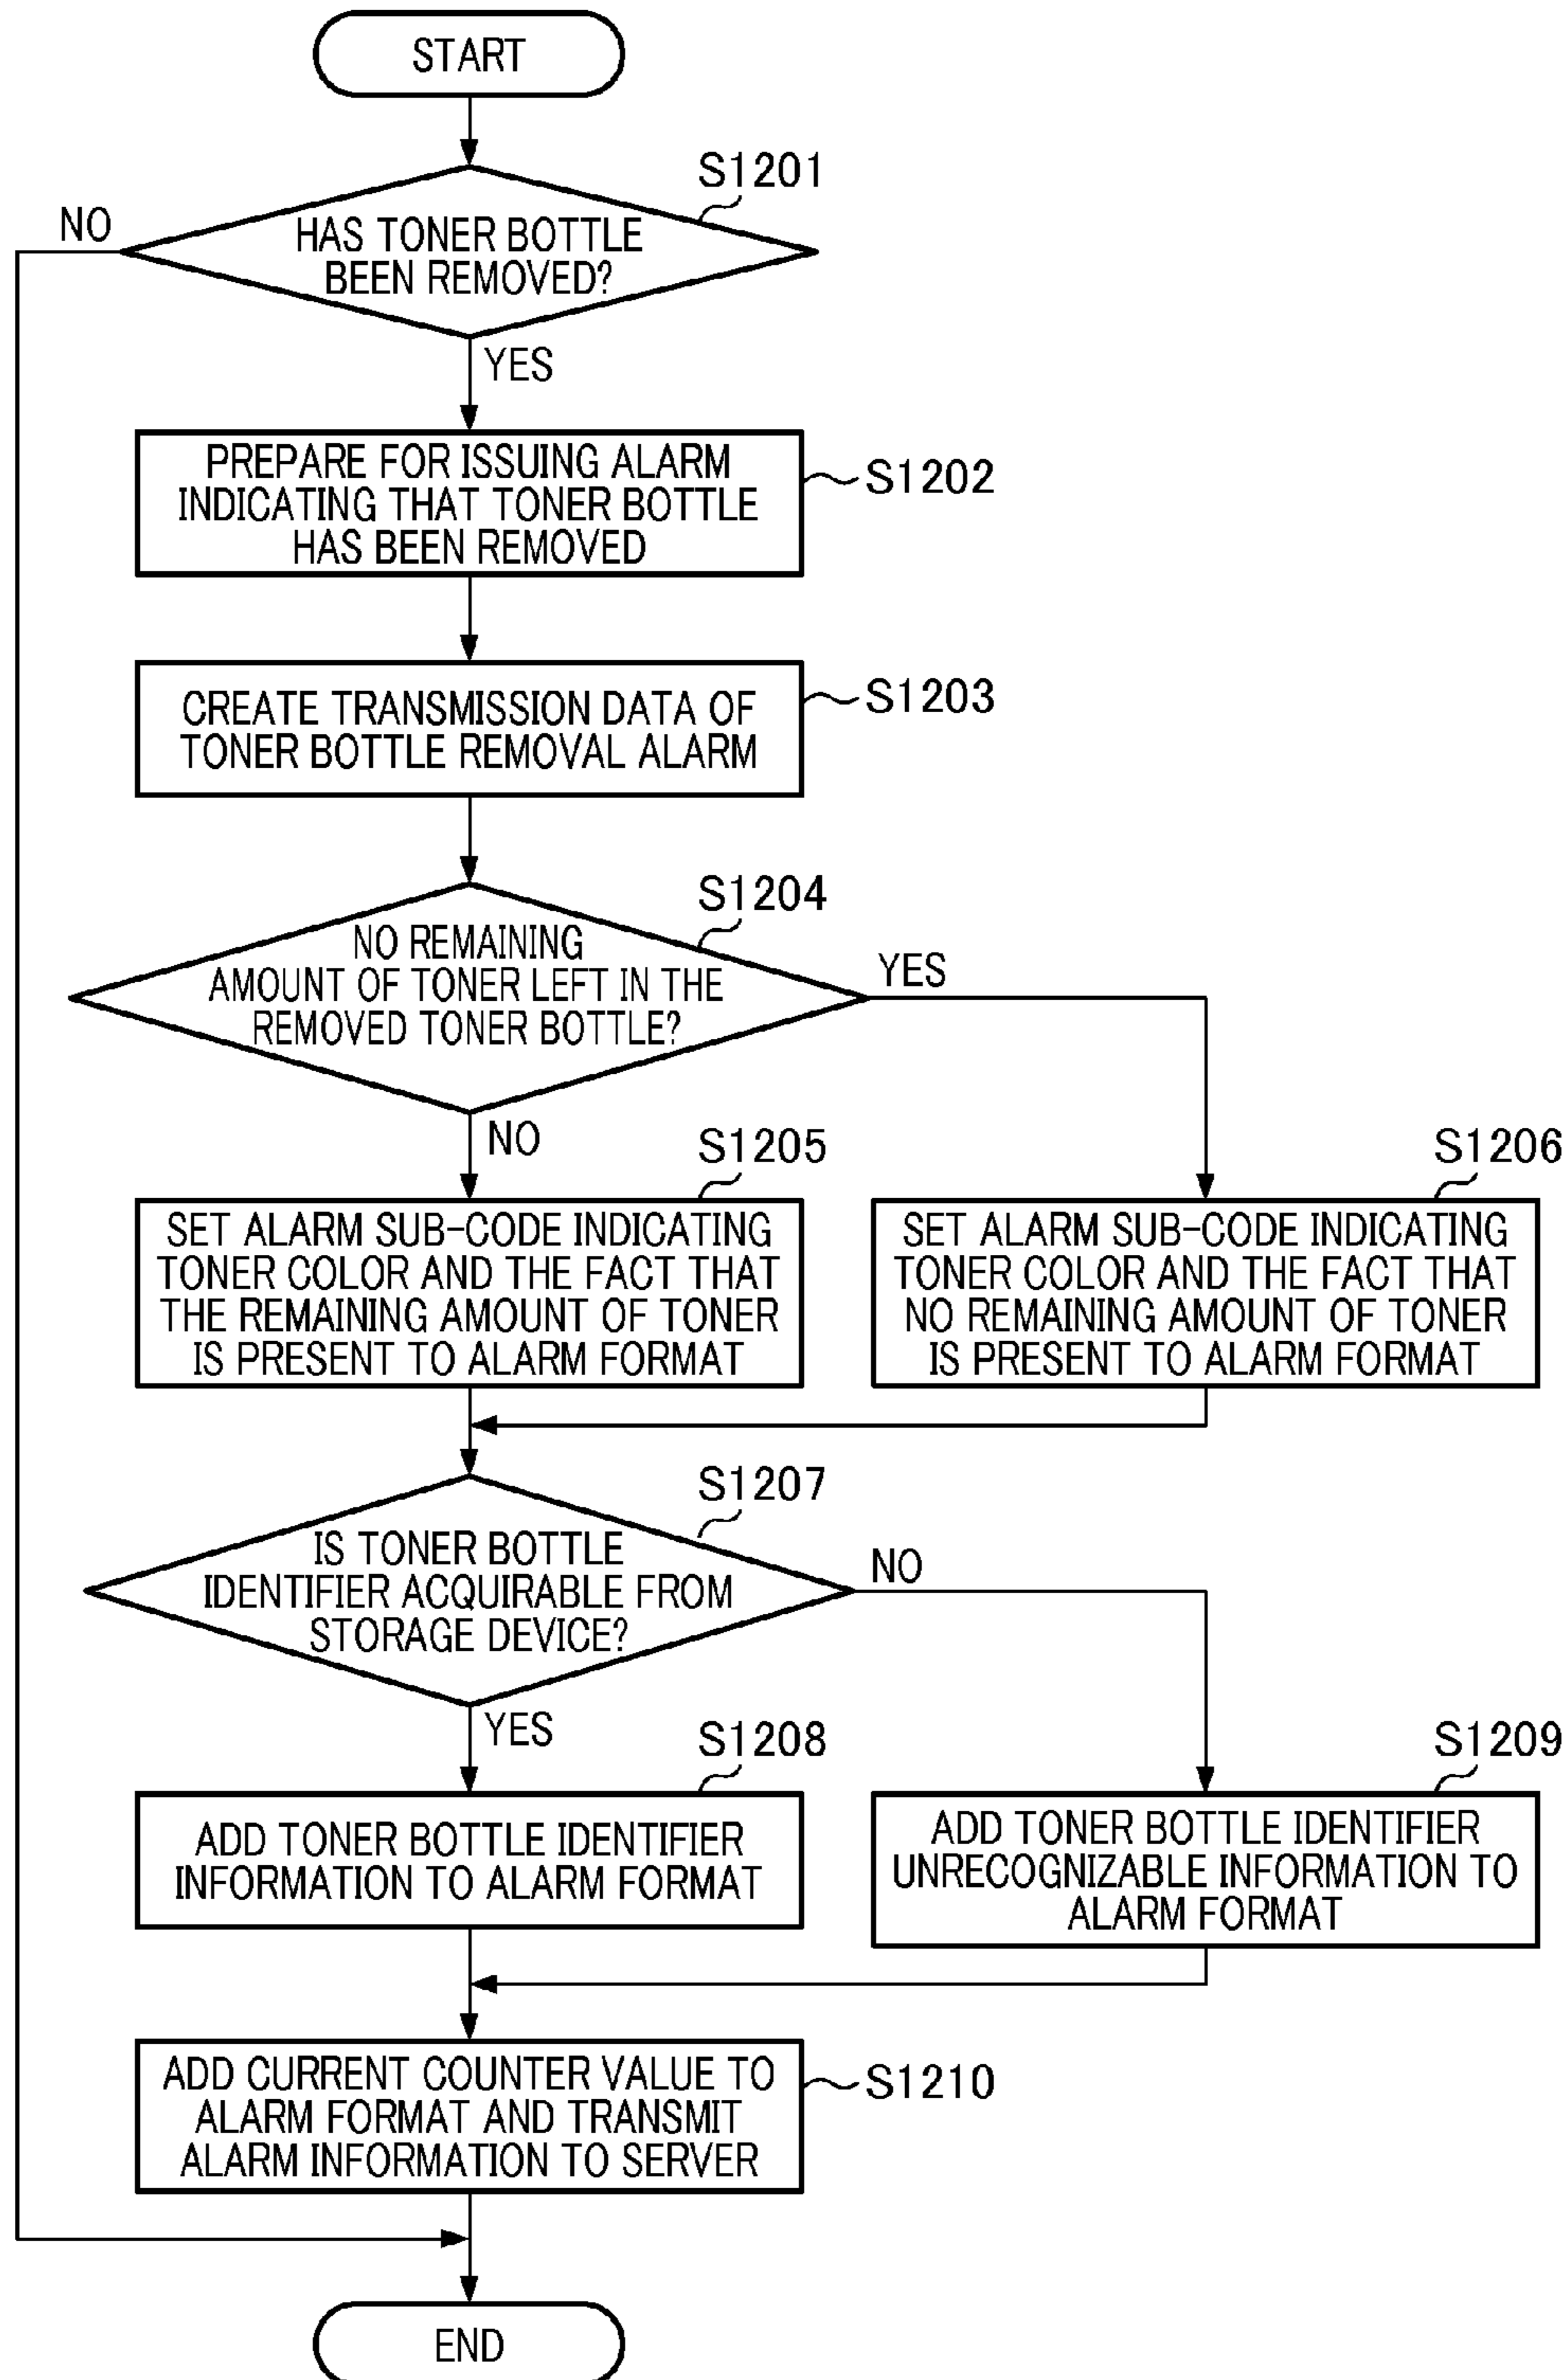 START
S1201
NO
HAS TONER BOTTLE
BEEN REMOVED?
YES
PREPARE FOR ISSUING ALARM
INDICATING THAT TONER BOTTLE
HAS BEEN REMOVED
S1202
CREATE TRANSMISSION DATA OF
TONER BOTTLE REMOVAL ALARM
S1203
S1204
NO REMAINING
AMOUNT OF TONER LEFT IN THE
REMOVED TONER BOTTLE?
YES
NO
S1205
SET ALARM SUB-CODE INDICATING
TONER COLOR AND THE FACT THAT
THE REMAINING AMOUNT OF TONER
IS PRESENT TO ALARM FORMAT
S1206
SET ALARM SUB-CODE INDICATING
TONER COLOR AND THE FACT THAT
NO REMAINING AMOUNT OF TONER
IS PRESENT TO ALARM FORMAT
S1207
IS TONER BOTTLE
IDENTIFIER ACQUIRABLE FROM
STORAGE DEVICE?
NO
YES
S1208
ADD TONER BOTTLE IDENTIFIER
INFORMATION TO ALARM FORMAT
S1209
ADD TONER BOTTLE IDENTIFIER
UNRECOGNIZABLE INFORMATION TO
ALARM FORMAT
ADD CURRENT COUNTER VALUE TO
ALARM FORMAT AND TRANSMIT
ALARM INFORMATION TO SERVER
S1210
END